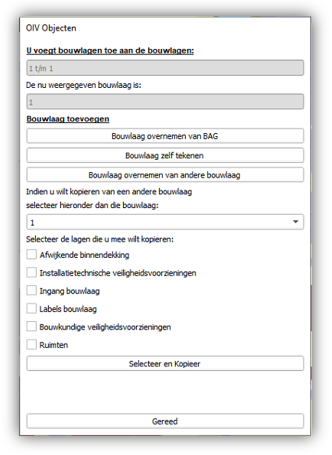 OIV Objecten
U voegt bouwlagen toe aan de bouwlagen:
1 t/m 1
De nu weergegeven bouwlaag is:
1
Bouwlaag toevoegen
Bouwlaag overnemen van BAG
Bouwlaag zelf tekenen
Bouwlaag overnemen van andere bouwlaag
Indien u wilt kopieren van een andere bouwlaag
selecteer hieronder dan die bouwlaag:
1
Selecteer de lagen die u mee wilt kopieren:
Afwijkende binnendekking
Installatietechnische veiligheidsvoorzieningen
Ingang bouwlaag
Labels bouwlaag
Bouwkundige veiligheidsvoorzieningen
Ruimten
Selecteer en Kopieer
Gereed